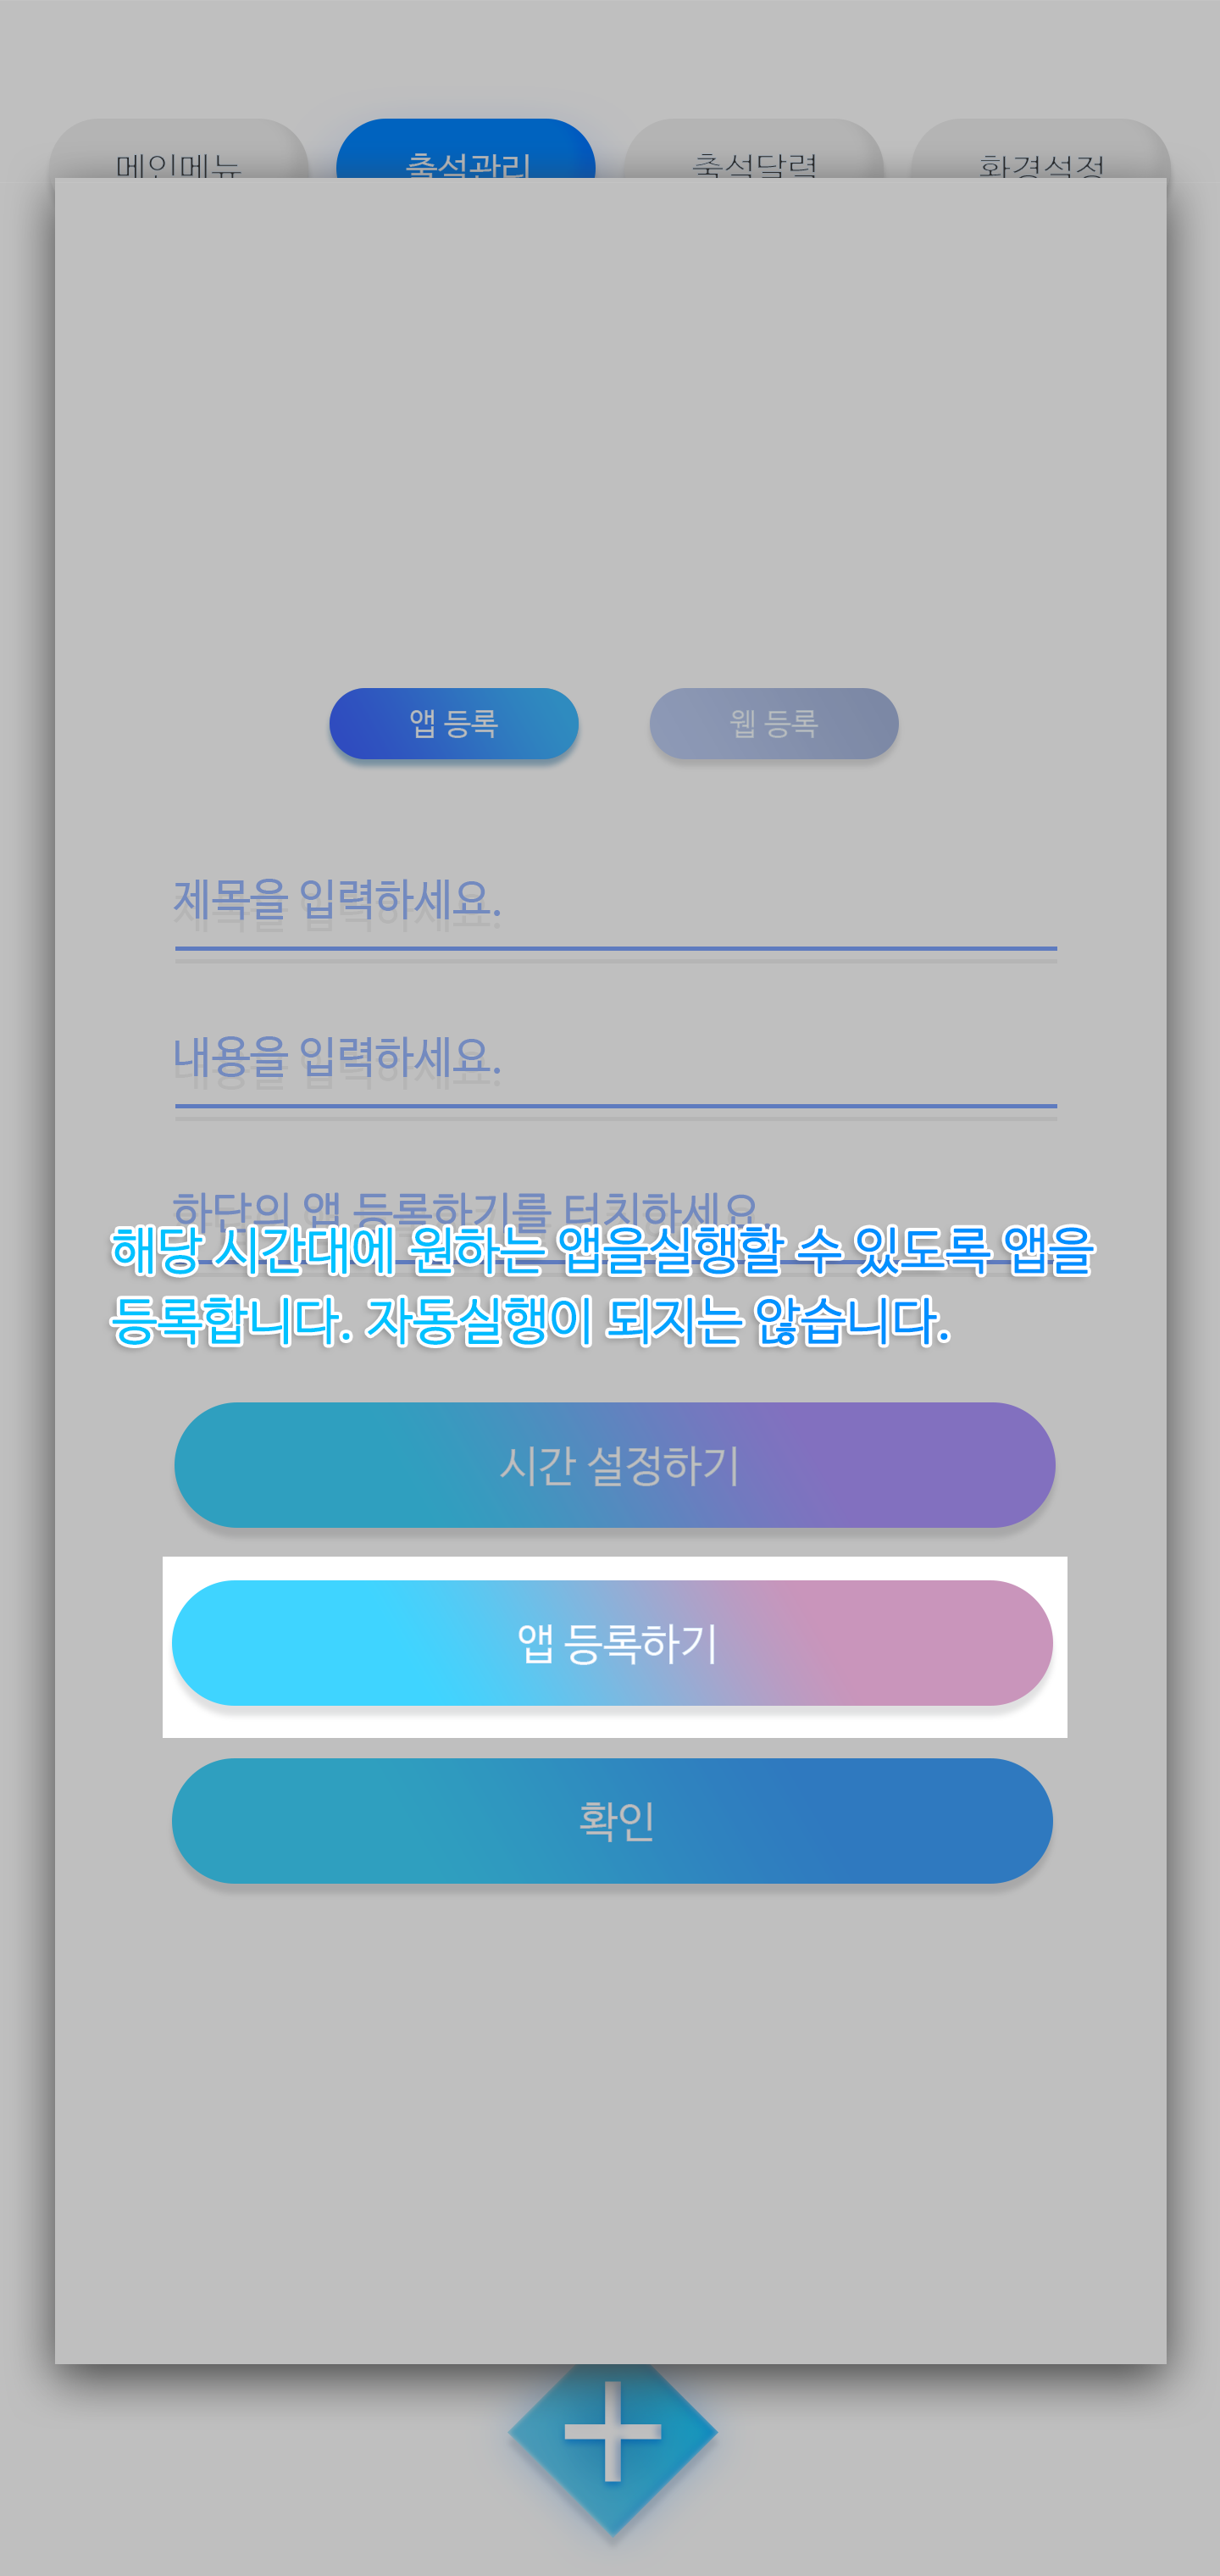 메인메뉴 출석관리 출석달력 환경설정
앱 등록 웹 등록
제목을 입력하세요.
내용을 입력하세요.
하단의 앱 등록하기를 터치하세요.
해당 시간대에 원하는 앱을실행할 수 있도록 앱을
등록합니다. 자동실행이 되지는 않습니다.
시간 설정하기
앱 등록하기
확인